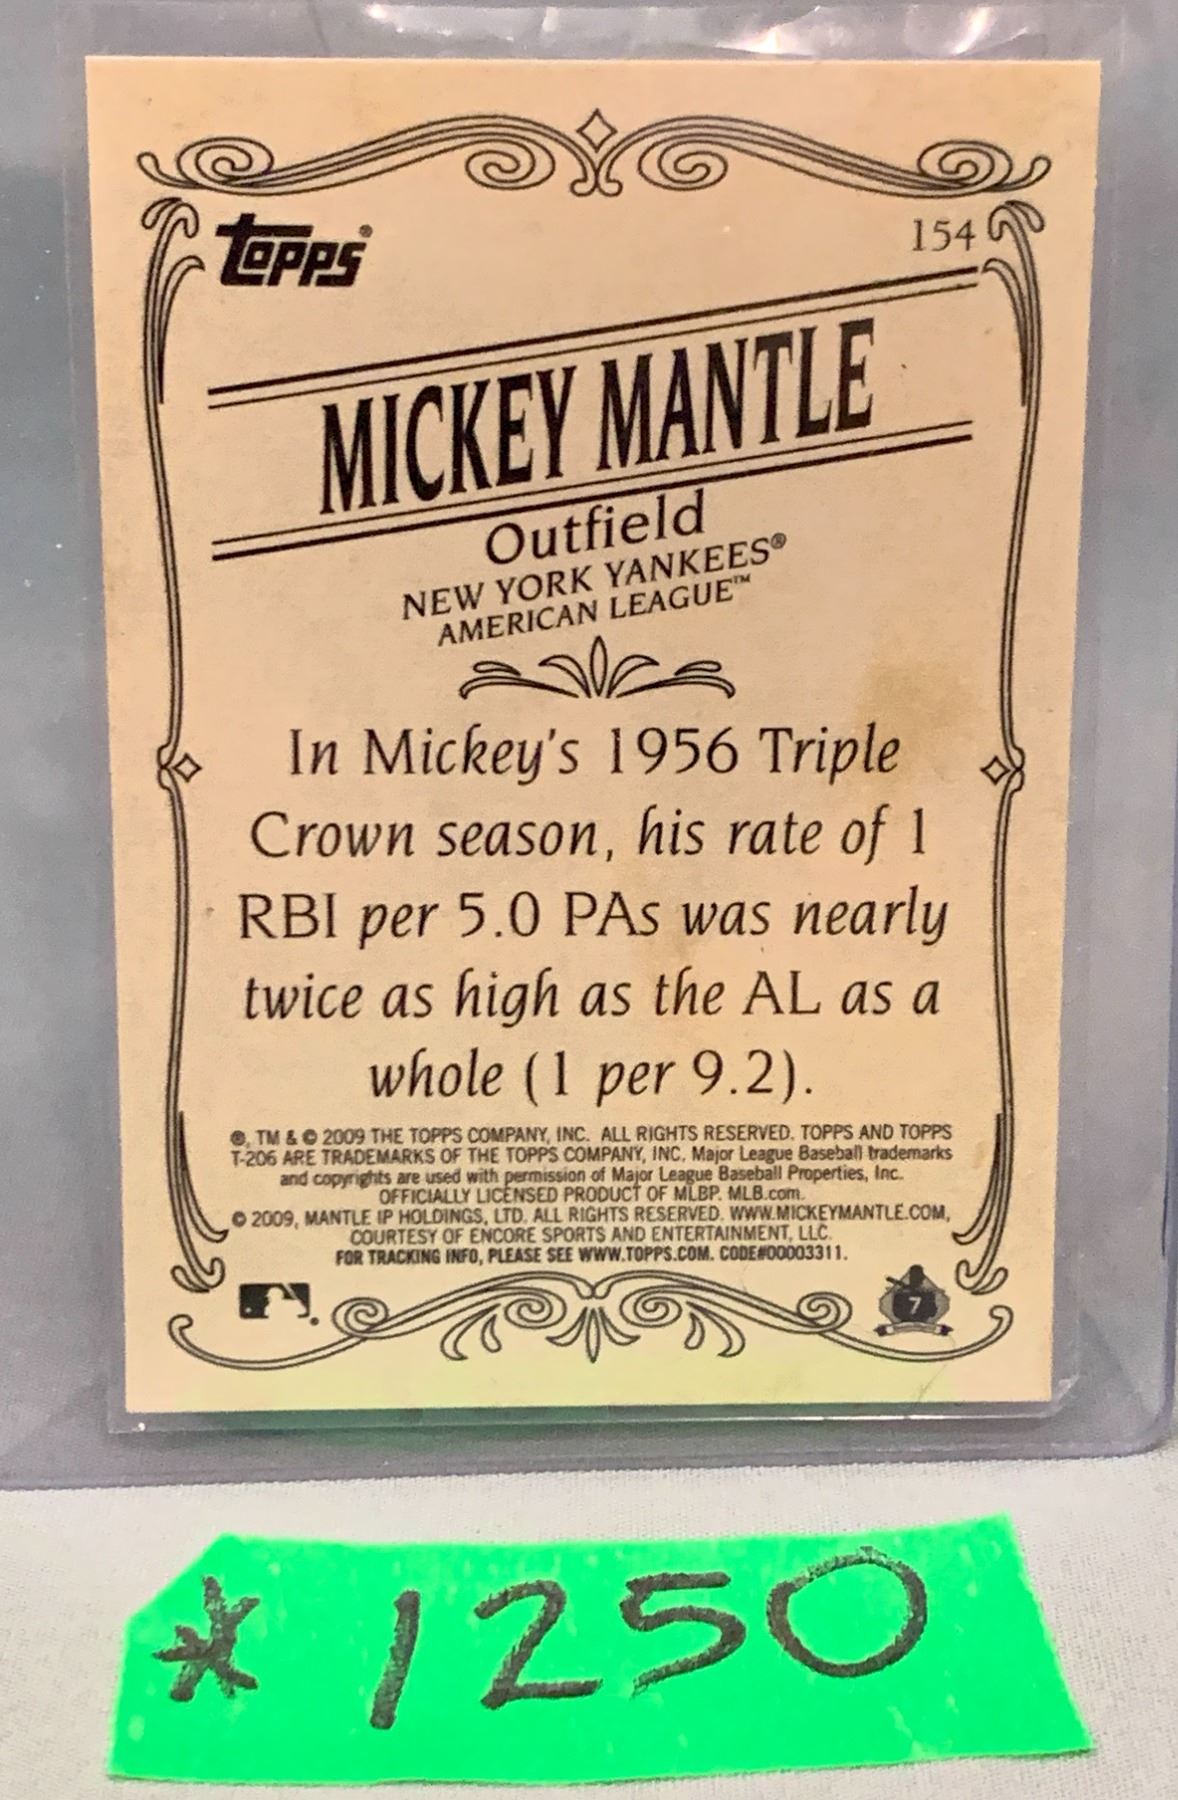 topps®
154
MICKEY MANTLE
Outfield
NEW YORK YANKEES®
AMERICAN LEAGUE™
In Mickey's 1956 Triple
Crown season, his rate of 1
RBI per 5.0 PAs was nearly
twice as high as the AL as a
whole (1 per 9.2).
®, TM & © 2009 THE TOPPS COMPANY, INC. ALL RIGHTS RESERVED. TOPPS AND TOPPS
T-206 ARE TRADEMARKS OF THE TOPPS COMPANY, INC. Major League Baseball trademarks
and copyrights are used with permission of Major League Baseball Properties, Inc.
OFFICIALLY LICENSED PRODUCT OF MLBP. MLB.com.
© 2009, MANTLE IP HOLDINGS, LTD. ALL RIGHTS RESERVED. WWW.MICKEYMANTLE.COM,
COURTESY OF ENCORE SPORTS AND ENTERTAINMENT, LLC.
FOR TRACKING INFO, PLEASE SEE WWW.TOPPS.COM. CODE#00003311.
7
* 1250